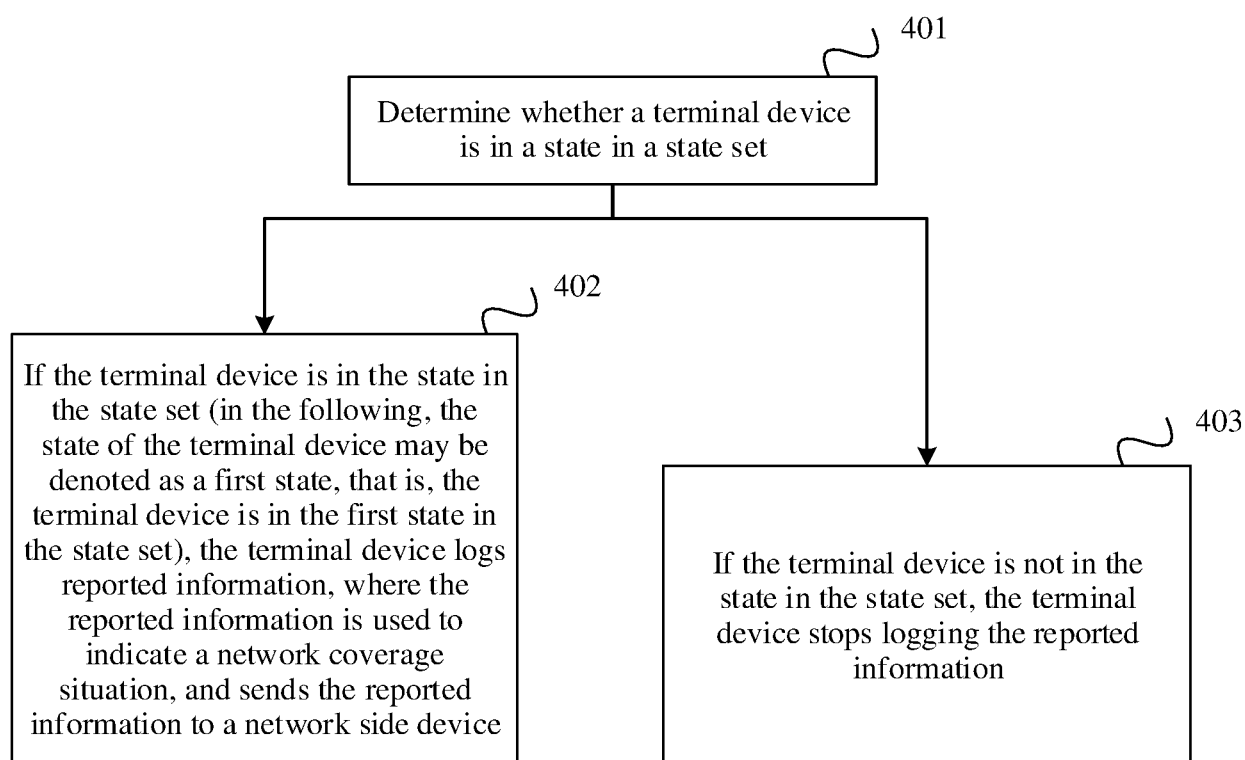 401
Determine whether a terminal device
is in a state in a state set
402
If the terminal device is in the state in
the state set (in the following, the
state of the terminal device may be
denoted as a first state, that is, the
terminal device is in the first state in
the state set), the terminal device logs
reported information, where the
reported information is used to
indicate a network coverage
situation, and sends the reported
information to a network side device
403
If the terminal device is not in the
state in the state set, the terminal
device stops logging the reported
information